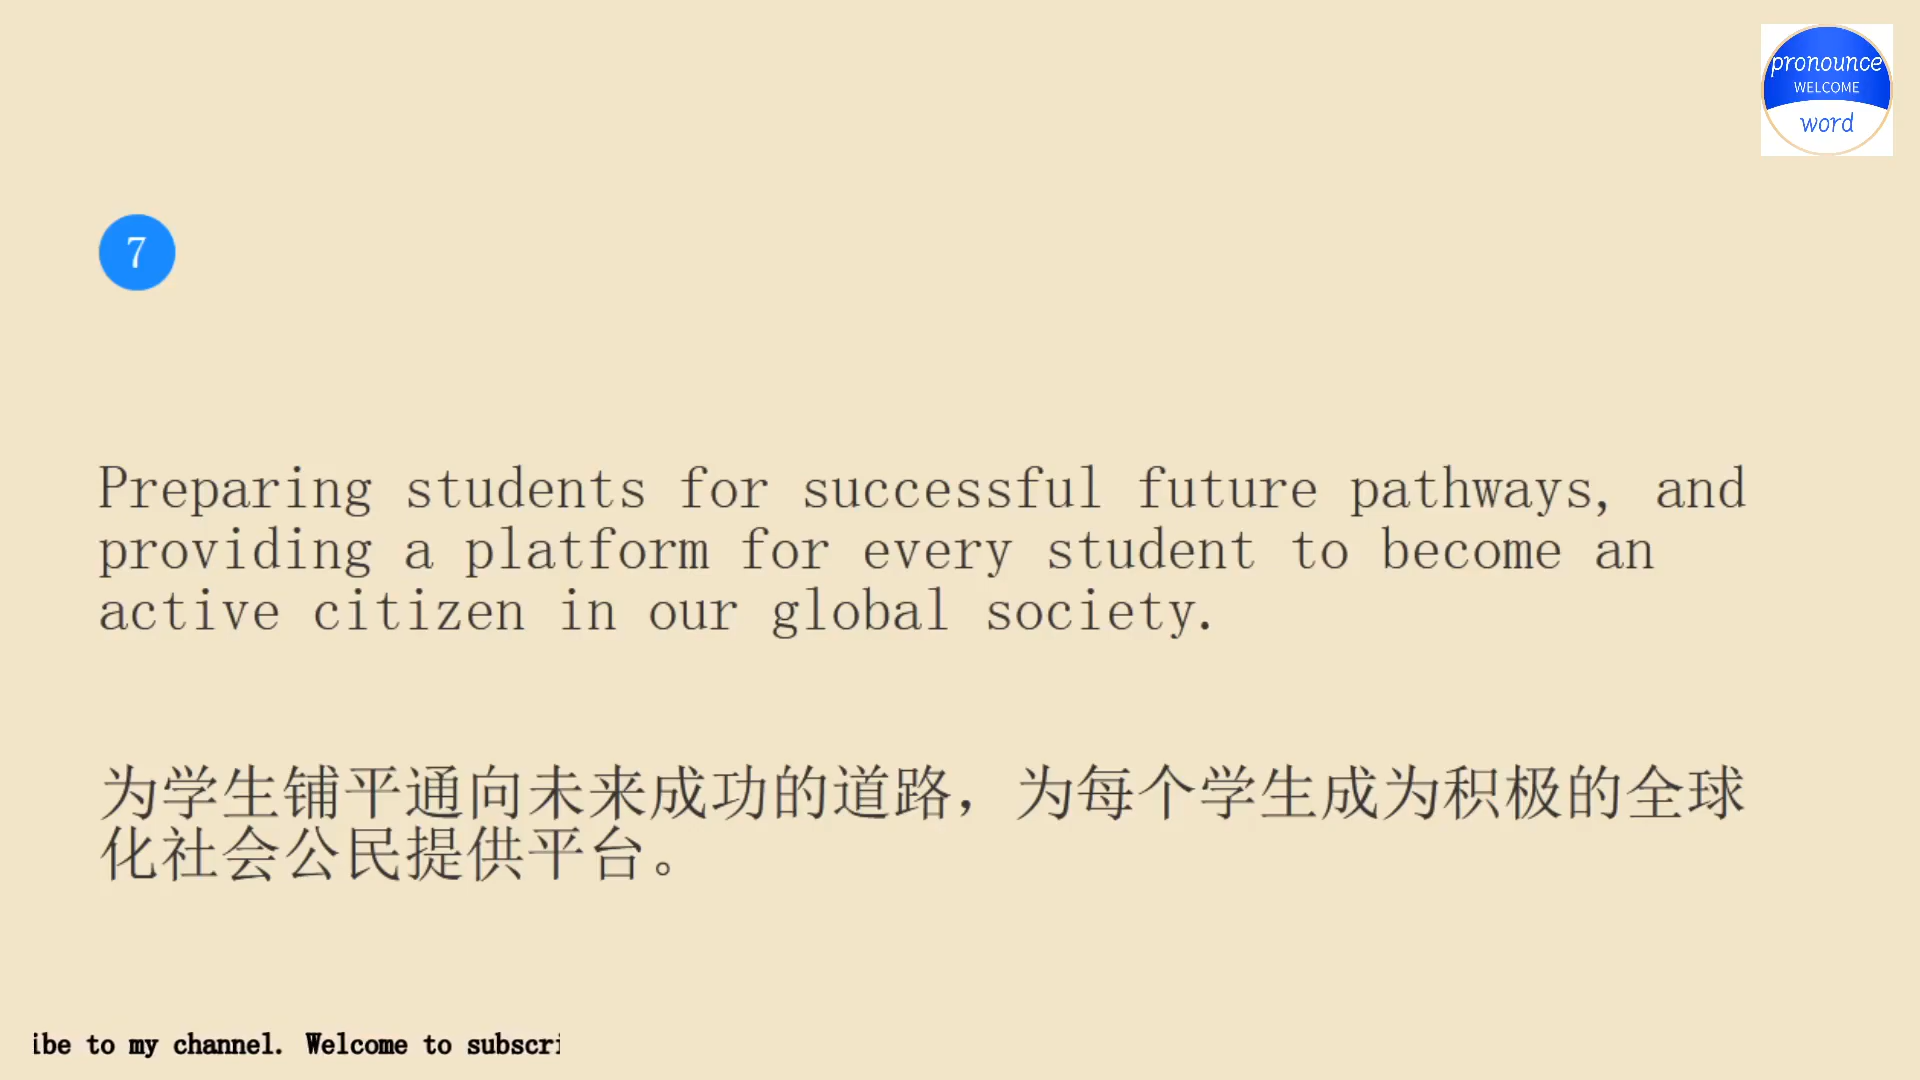 pronounce
WELCOME
word
7
Preparing students for successful future pathways, and
providing a platform for every student to become an
active citizen in our global society.
为学生铺平通向未来成功的道路，为每个学生成为积极的全球
化社会公民提供平台。
ibe to my channel. Welcome to subscri